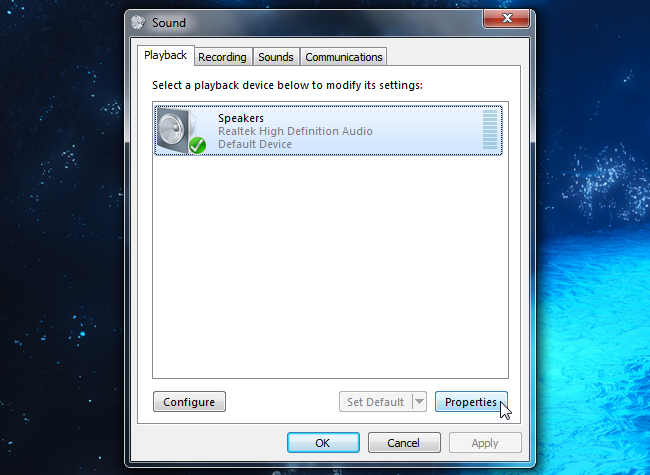 Sound
Playback Recording Sounds Communications
Select a playback device below to modify its settings:
Speakers
Realtek High Definition Audio
Default Device
Configure Set Default Properties
OK Cancel Apply